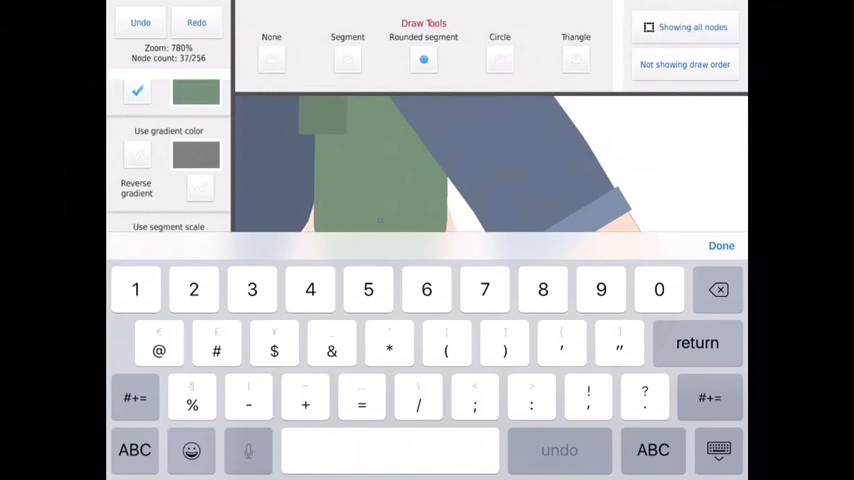 Undo Redo
Zoom: 780%
Node count: 37/256
Draw Tools
None Segment Rounded segment Circle Triangle
Showing all nodes
Not showing draw order
Use gradient color
Reverse
gradient
Use segment scale
Done
1 2 3 4 5 6 7 8 9 0
€ £ ¥ _ ^ [ ] { }
@ # $ & * ( ) ' "
return
§ | ~ … \ < > ! ?
#+= % - + = / ; : , . #+=
ABC undo ABC